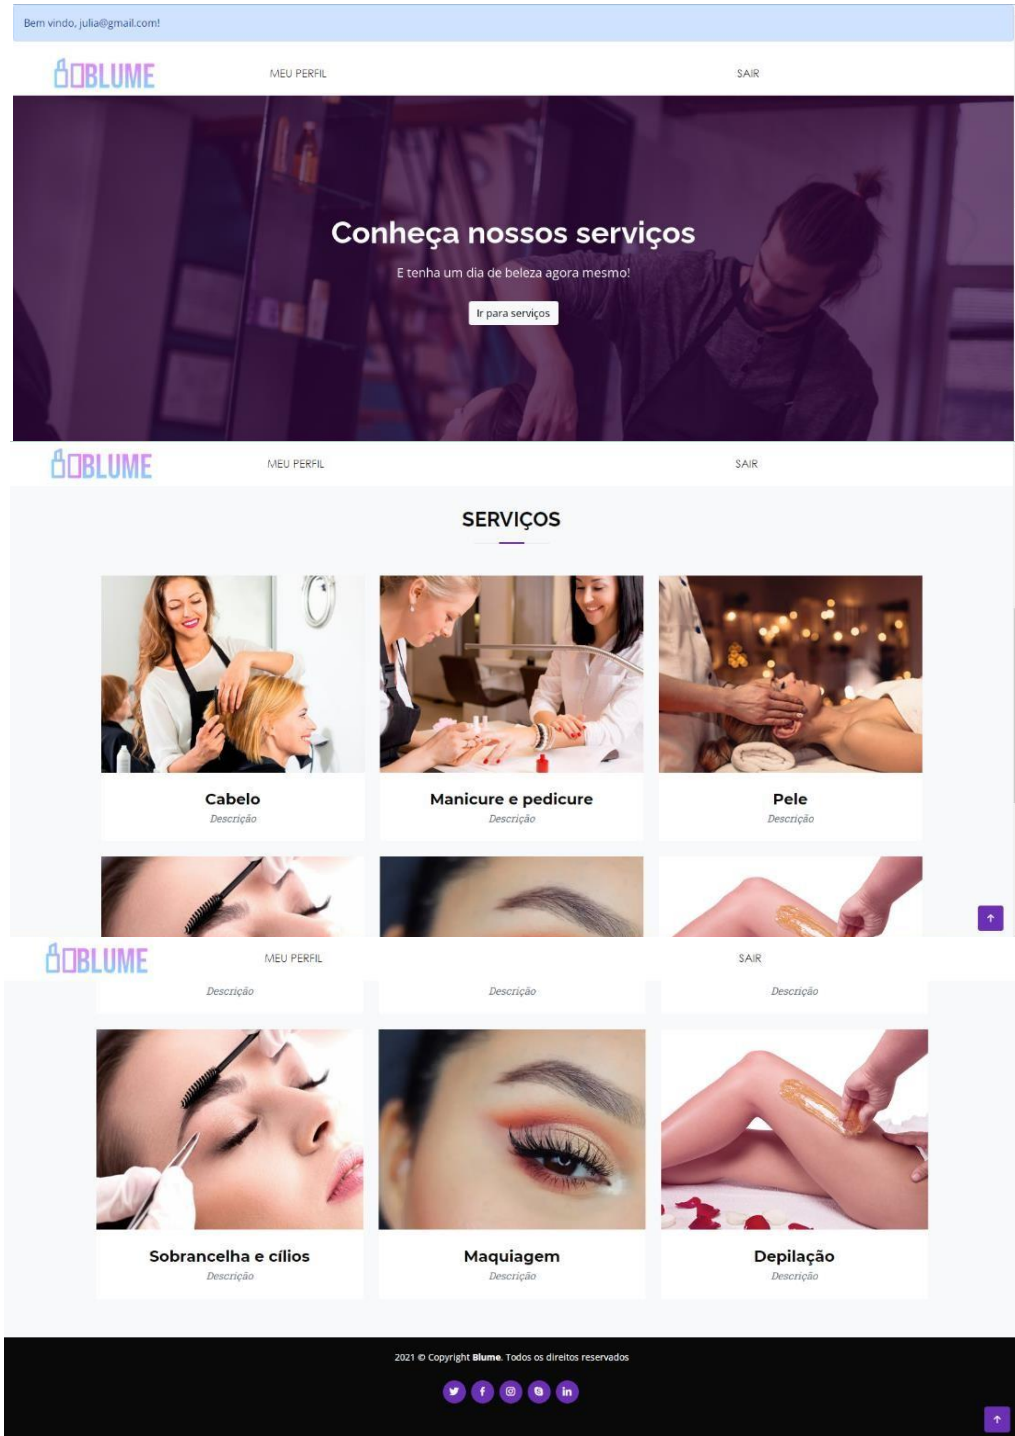 Bem vindo, julia@gmail.com!
BLUME
MEU PERFIL
SAIR
Conheça nossos serviços
E tenha um dia de beleza agora mesmo!
Ir para serviços
BLUME
MEU PERFIL
SAIR
SERVIÇOS
Cabelo
Manicure e pedicure
Pele
Descrição
Descrição
Descrição
BLUME
MEU PERFIL
SAIR
Descrição
Descrição
Descrição
Sobrancelha e cílios
Maquiagem
Depilação
Descrição
Descrição
Descrição
2021 © Copyright Blume. Todos os direitos reservados